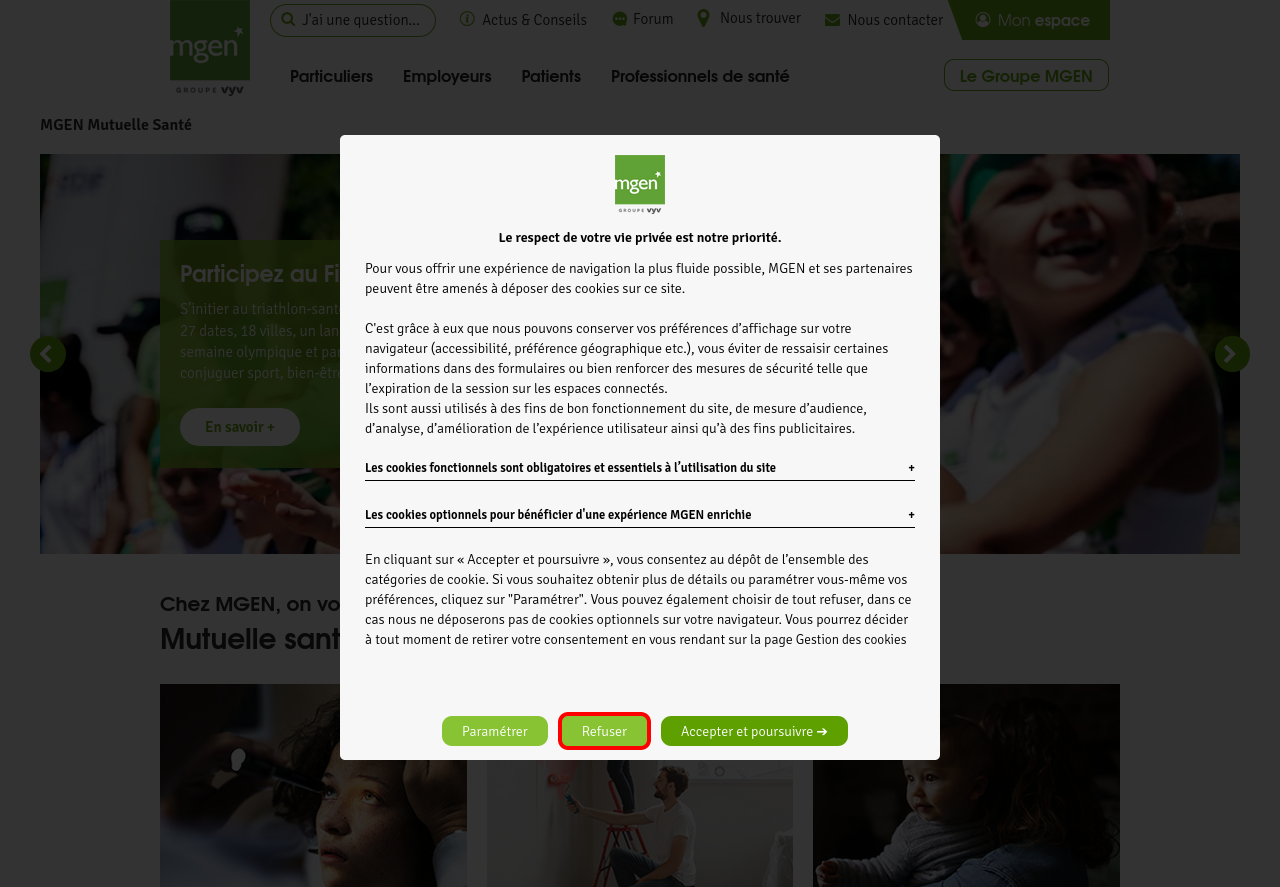 mgen
GROUPE vyv
J'ai une question...
Actus & Conseils
Forum
Nous trouver
Nous contacter
Mon espace
Particuliers
Employeurs
Patients
Professionnels de santé
Le Groupe MGEN
MGEN Mutuelle Santé
Participez au Fi
S'initier au triathlon-sant
27 dates, 18 villes, un lan
semaine olympique et par
conjuguer sport, bien-êtr
En savoir +
mgen
GROUPE vyv
Le respect de votre vie privée est notre priorité.
Pour vous offrir une expérience de navigation la plus fluide possible, MGEN et ses partenaires
peuvent être amenés à déposer des cookies sur ce site.
C'est grâce à eux que nous pouvons conserver vos préférences d'affichage sur votre
navigateur (accessibilité, préférence géographique etc.), vous éviter de ressaisir certaines
informations dans des formulaires ou bien renforcer des mesures de sécurité telle que
l'expiration de la session sur les espaces connectés.
Ils sont aussi utilisés à des fins de bon fonctionnement du site, de mesure d'audience,
d'analyse, d'amélioration de l'expérience utilisateur ainsi qu'à des fins publicitaires.
Les cookies fonctionnels sont obligatoires et essentiels à l'utilisation du site +
Les cookies optionnels pour bénéficier d'une expérience MGEN enrichie +
En cliquant sur « Accepter et poursuivre », vous consentez au dépôt de l'ensemble des
catégories de cookie. Si vous souhaitez obtenir plus de détails ou paramétrer vous-même vos
préférences, cliquez sur "Paramétrer". Vous pouvez également choisir de tout refuser, dans ce
cas nous ne déposerons pas de cookies optionnels sur votre navigateur. Vous pourrez décider
à tout moment de retirer votre consentement en vous rendant sur la page Gestion des cookies
Paramétrer
Refuser
Accepter et poursuivre ➔
Chez MGEN, on vo
Mutuelle sant